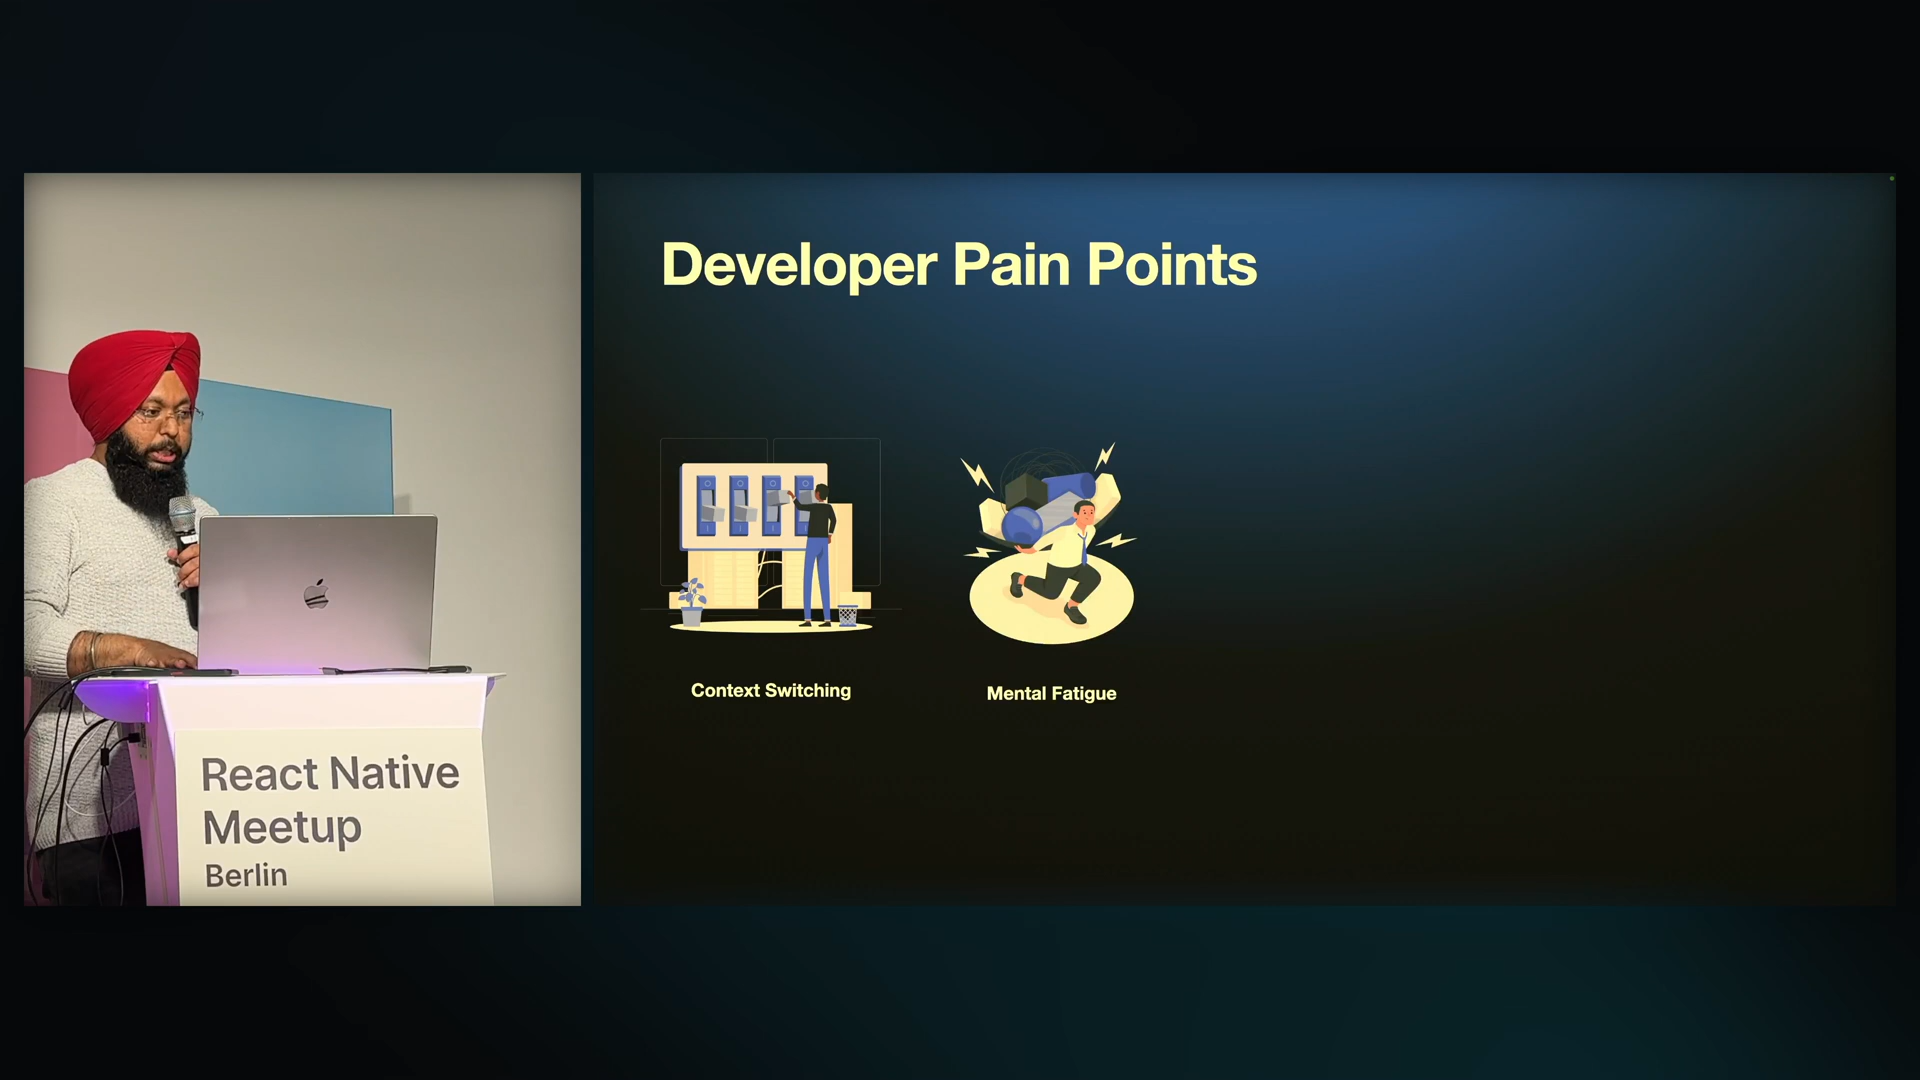 Developer Pain Points
Context Switching
Mental Fatigue
React Native
Meetup
Berlin